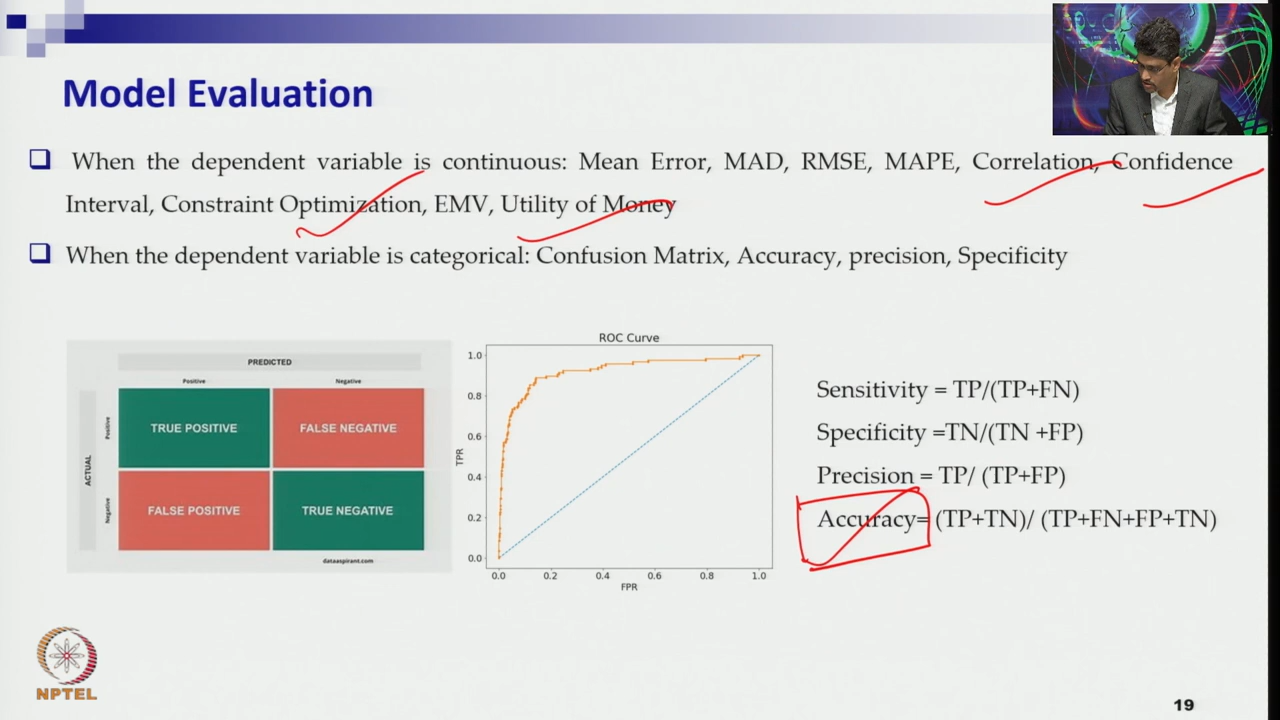 Model Evaluation
When the dependent variable is continuous: Mean Error, MAD, RMSE, MAPE, Correlation, Confidence
Interval, Constraint Optimization, EMV, Utility of Money
When the dependent variable is categorical: Confusion Matrix, Accuracy, precision, Specificity
PREDICTED
Positive
Negative
ACTUAL
Positive
TRUE POSITIVE
FALSE NEGATIVE
Negative
FALSE POSITIVE
TRUE NEGATIVE
dataaspirant.com
ROC Curve
1.0
0.8
0.6
0.4
0.2
0.0
TPR
0.0 0.2 0.4 0.6 0.8 1.0
FPR
Sensitivity = TP/(TP+FN)
Specificity =TN/(TN +FP)
Precision = TP/ (TP+FP)
Accuracy= (TP+TN)/ (TP+FN+FP+TN)
NPTEL
19